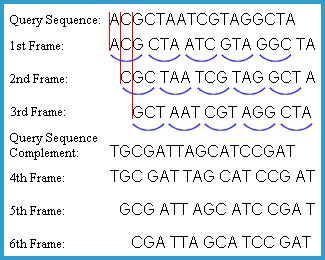 Query Sequence: ACGCTAATCGTAGGCTA
1st Frame: ACG CTA ATC GTA GGC TA
2nd Frame: CGC TAA TCG TAG GCT A
3rd Frame: GCT AAT CGT AGG CTA
Query Sequence
Complement: TGCGATTAGCATCCGAT
4th Frame: TGC GAT TAG CAT CCG AT
5th Frame: GCG ATT AGC ATC CGA T
6th Frame: CGA TTA GCA TCC GAT